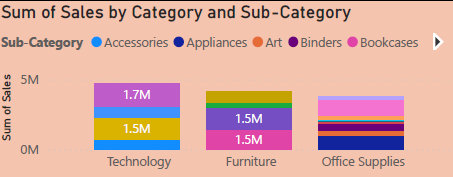 Sum of Sales by Category and Sub-Category
Sub-Category Accessories Appliances Art Binders Bookcases
Sum of Sales
5M
0M
1.7M
1.5M
1.5M
1.5M
Technology Furniture Office Supplies